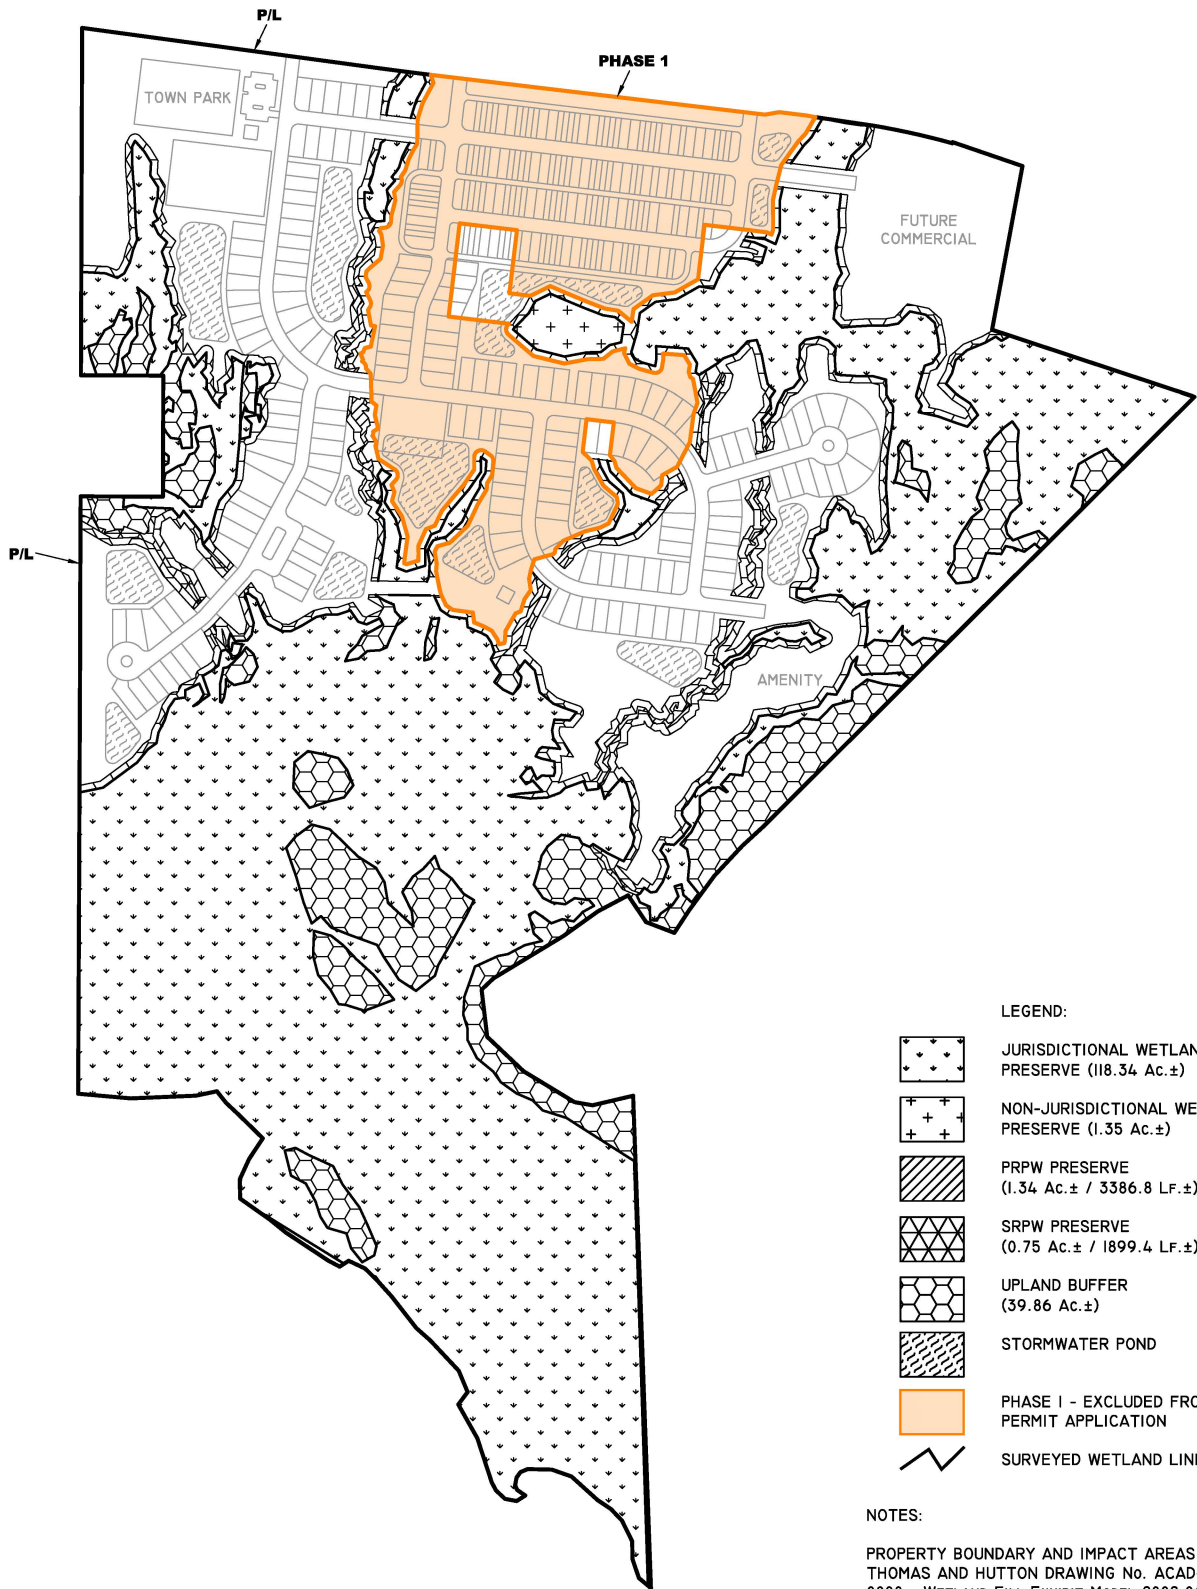 P/L
PHASE 1
TOWN PARK
FUTURE
COMMERCIAL
P/L
AMENITY
LEGEND:
JURISDICTIONAL WETLAN
PRESERVE (118.34 Ac.±)
NON-JURISDICTIONAL WE
PRESERVE (1.35 Ac.±)
PRPW PRESERVE
(1.34 Ac.± / 3386.8 LF.±)
SRPW PRESERVE
(0.75 Ac.± / 1899.4 LF.±)
UPLAND BUFFER
(39.86 Ac.±)
STORMWATER POND
PHASE 1 - EXCLUDED FRO
PERMIT APPLICATION
SURVEYED WETLAND LIN
NOTES:
PROPERTY BOUNDARY AND IMPACT AREAS
THOMAS AND HUTTON DRAWING No. ACAD